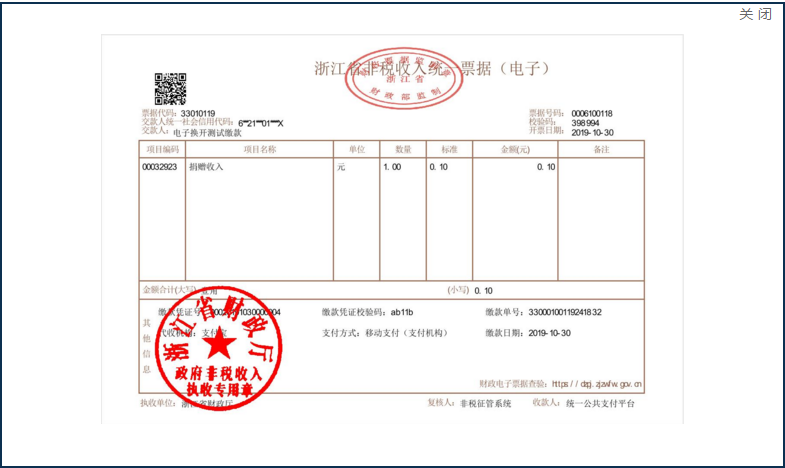 关 闭
浙江省非税收入统一票据（电子）
浙江省
财政部监制
票据代码：33010119 票据号码：0006100118
交款人统一社会信用代码：6**21**01***X 校验码：398994
交款人：电子换开测试缴款 开票日期：2019-10-30
项目编码 项目名称 单位 数量 标准 金额(元) 备注
00032923 捐赠收入 元 1.00 0.10 0.10
金额合计(大写) (小写) 0.10
缴款凭证 缴款凭证校验码：ab11b 缴款单号：33000100119241832
代收机构：支付宝 支付方式：移动支付（支付机构） 缴款日期：2019-10-30
其他信息
浙江省财政厅
政府非税收入
执收专用章
财政电子票据查验：https://dzpj.zjzwfw.gov.cn
执收单位：浙江省财政厅 复核人：非税征管系统 收款人：统一公共支付平台